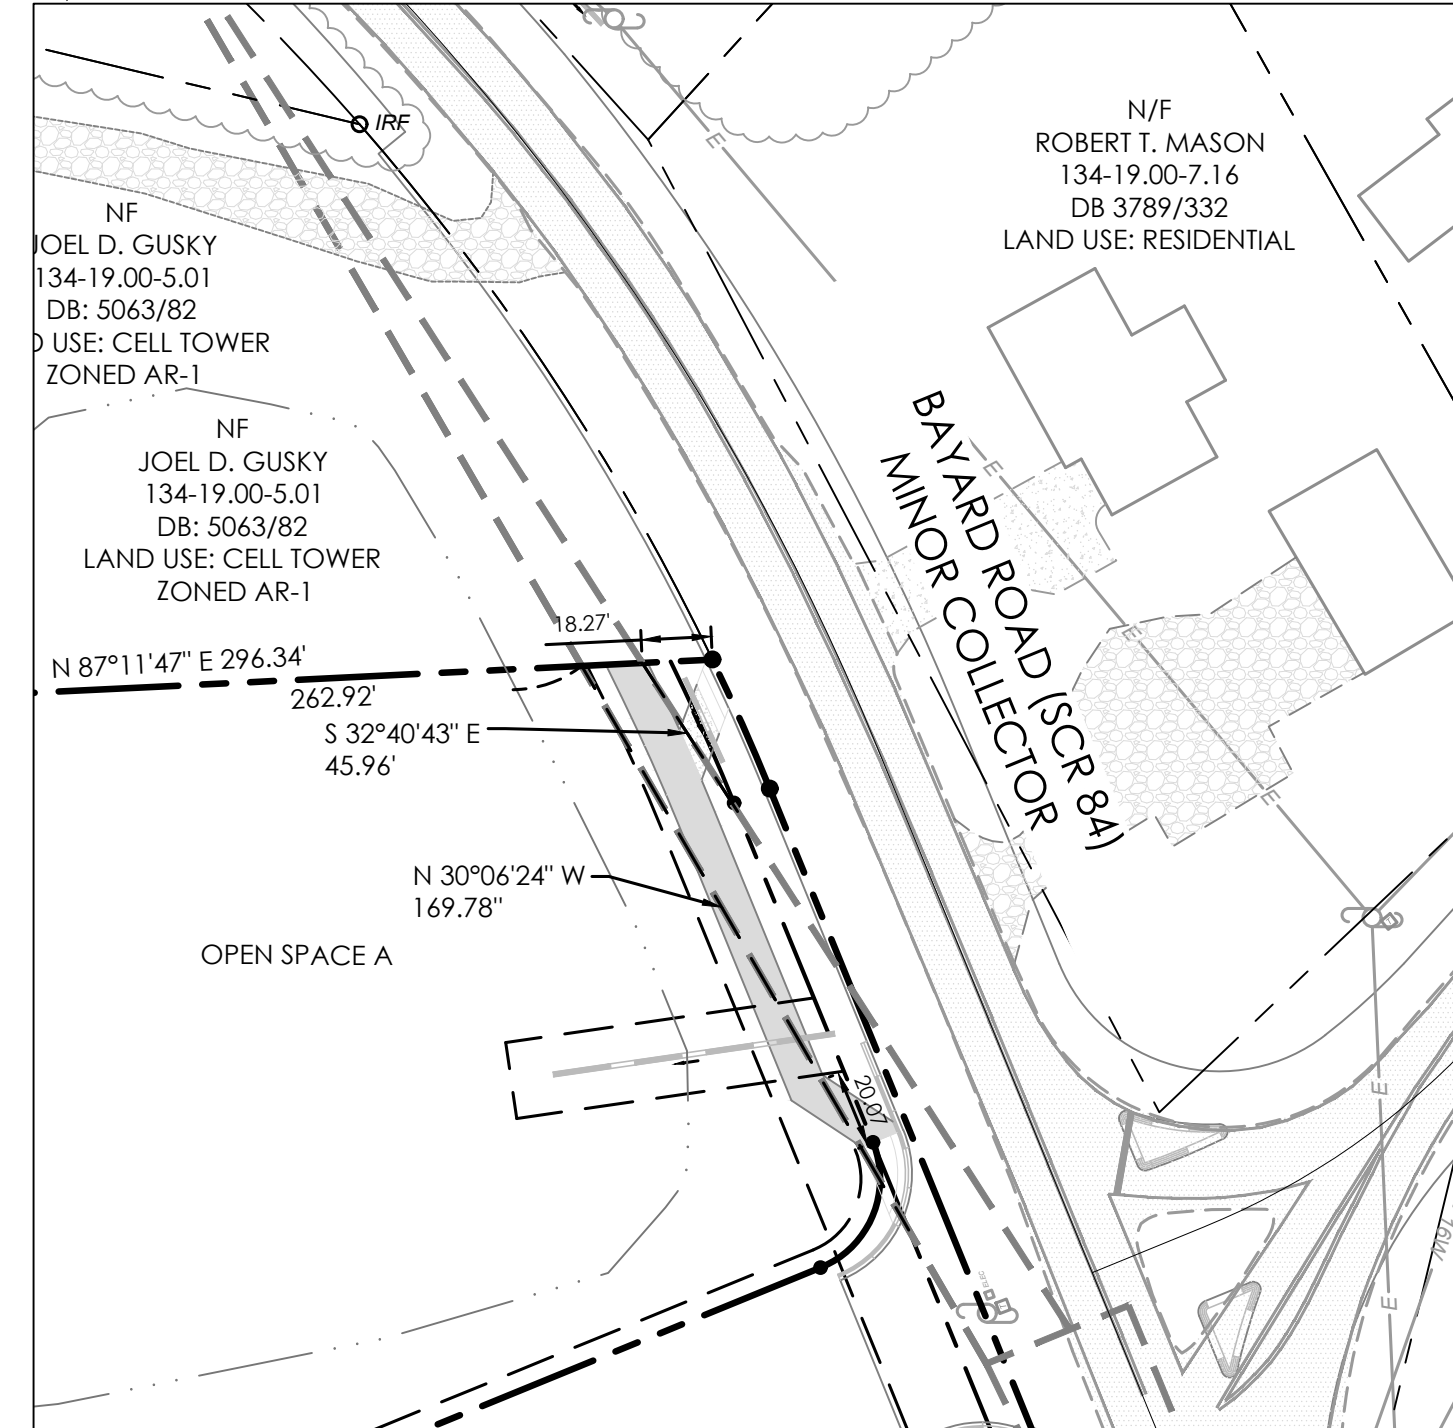 IRF
N/F
ROBERT T. MASON
134-19.00-7.16
DB 3789/332
LAND USE: RESIDENTIAL
NF
JOEL D. GUSKY
134-19.00-5.01
DB: 5063/82
D USE: CELL TOWER
ZONED AR-1
NF
JOEL D. GUSKY
134-19.00-5.01
DB: 5063/82
LAND USE: CELL TOWER
ZONED AR-1
E
E
BAYARD ROAD (SCR 84)
MINOR COLLECTOR
E
E
18.27'
N 87°11'47" E 296.34'
262.92'
S 32°40'43" E
45.96'
N 30°06'24" W
169.78"
OPEN SPACE A
20.07
E
E
ELEC
16W